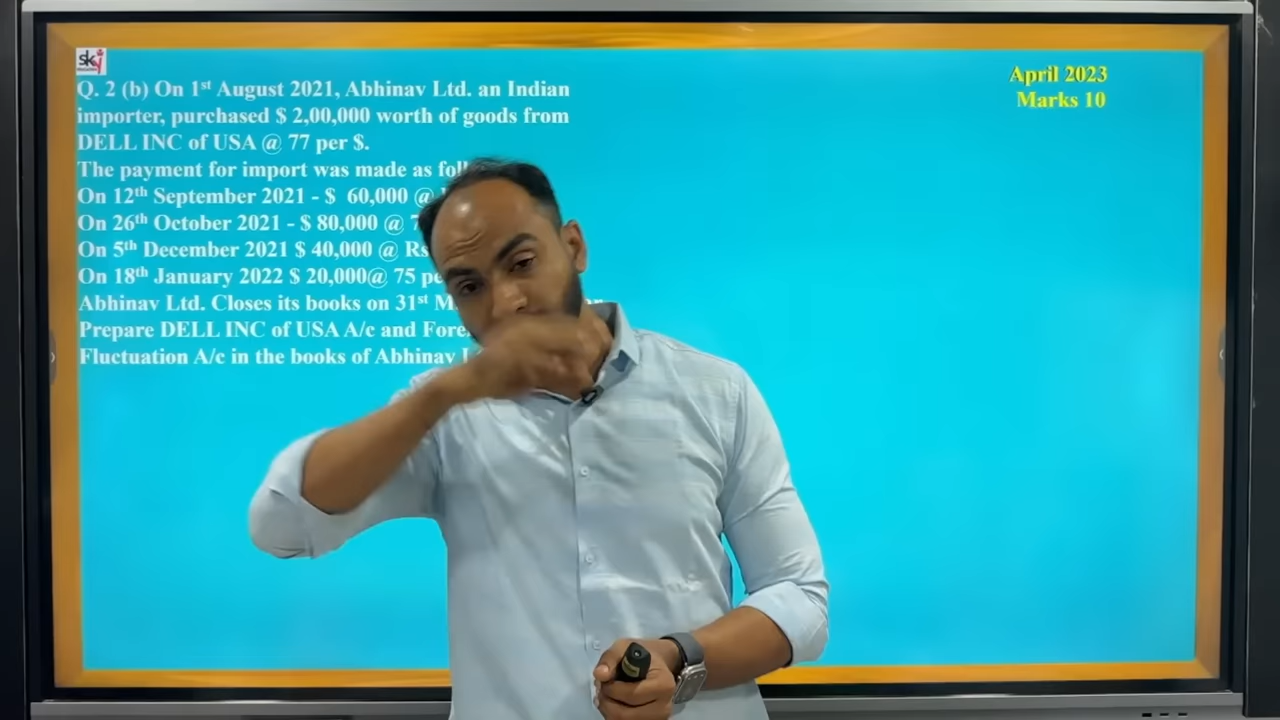 sky
Q. 2 (b) On 1st August 2021, Abhinav Ltd. an Indian
importer, purchased $ 2,00,000 worth of goods from
DELL INC of USA @ 77 per $.
The payment for import was made as
On 12th September 2021 - $ 60,000 @
On 26th October 2021 - $ 80,000 @
On 5th December 2021 $ 40,000 @ Rs
On 18th January 2022 $ 20,000@ 75
Abhinav Ltd. Closes its books on 31st
Prepare DELL INC of USA A/c and
Fluctuation A/c in the books of Abhinav
April 2023
Marks 10